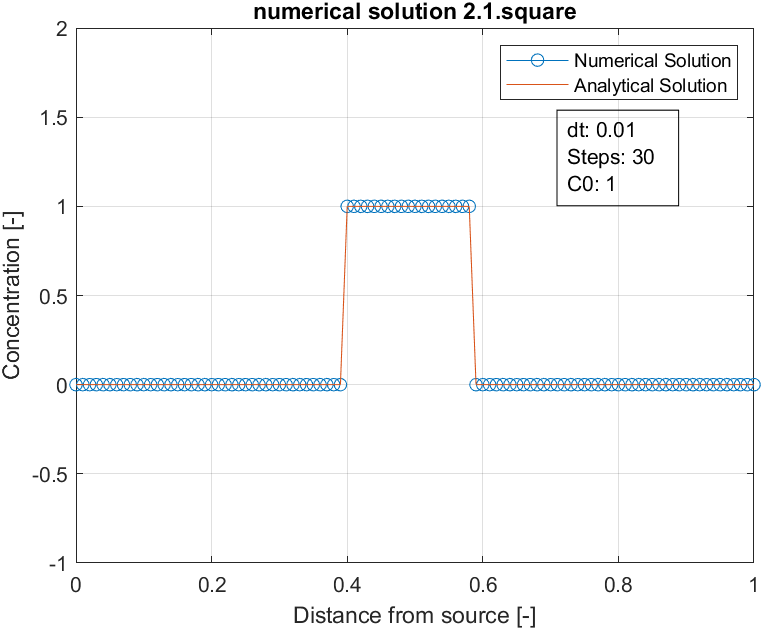 numerical solution 2.1.square
2
1.5
1
0.5
0
-0.5
-1
Concentration [-]
Numerical Solution
Analytical Solution
dt: 0.01
Steps: 30
C0: 1
0 0.2 0.4 0.6 0.8 1
Distance from source [-]